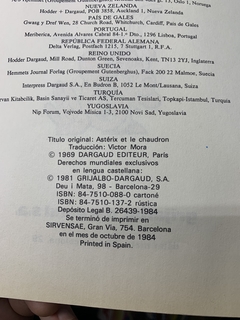 NUEVA ZELANDA
Hodder + Dargaud, POB 3858, Auckland 1, Nueva Zelanda
PAIS DE GALES
Gwasg y Dref Wen, 28 Church Road, Whitchurch, Cardiff, País de Gales
PORTUGAL
Meriberica, Avenida Alvares Cabral 84-1.º Dto., 1296 Lisboa, Portugal
REPÚBLICA FEDERAL ALEMANA
Delta Verlag, Postfach 1215, 7 Stuttgart 1, R.F.A.
REINO UNIDO
Hodder Dargaud, Mill Road, Dunton Green, Sevenoaks, Kent, TN13 2YJ, Inglaterra
SUECIA
Hemmets Journal Forlag (Groupement Gutenberghus), Fack 200 22 Malmoe, Suecia
SUIZA
Interpress Dargaud S.A., En Budron B, 1052 Le Mont/Lausanne, Suiza
TURQUÍA
Kitabcilik, Basin Sanayii ve Ticaret AS, Tercuman Tesisleri, Topkapi-Istambul, Turquia
YUGOSLAVIA
Nip Forum, Vojvode Misica 1-3, 2100 Novi Sad, Yugoslavia
Título original: Astérix et le chaudron
Traducción: Victor Mora
© 1969 DARGAUD EDITEUR, París
Derechos mundiales exclusivos
en lengua castellana:
© 1981 GRIJALBO-DARGAUD, S.A.
Deu i Mata, 98 - Barcelona-29
ISBN: 84-7510-088-0 cartoné
ISBN: 84-7510-137-2 rústica
Depósito Legal B. 26439-1984
Se terminó de imprimir en
SIRVENSAE, Gran Vía, 754. Barcelona
en el mes de octubre de 1984
Printed in Spain.